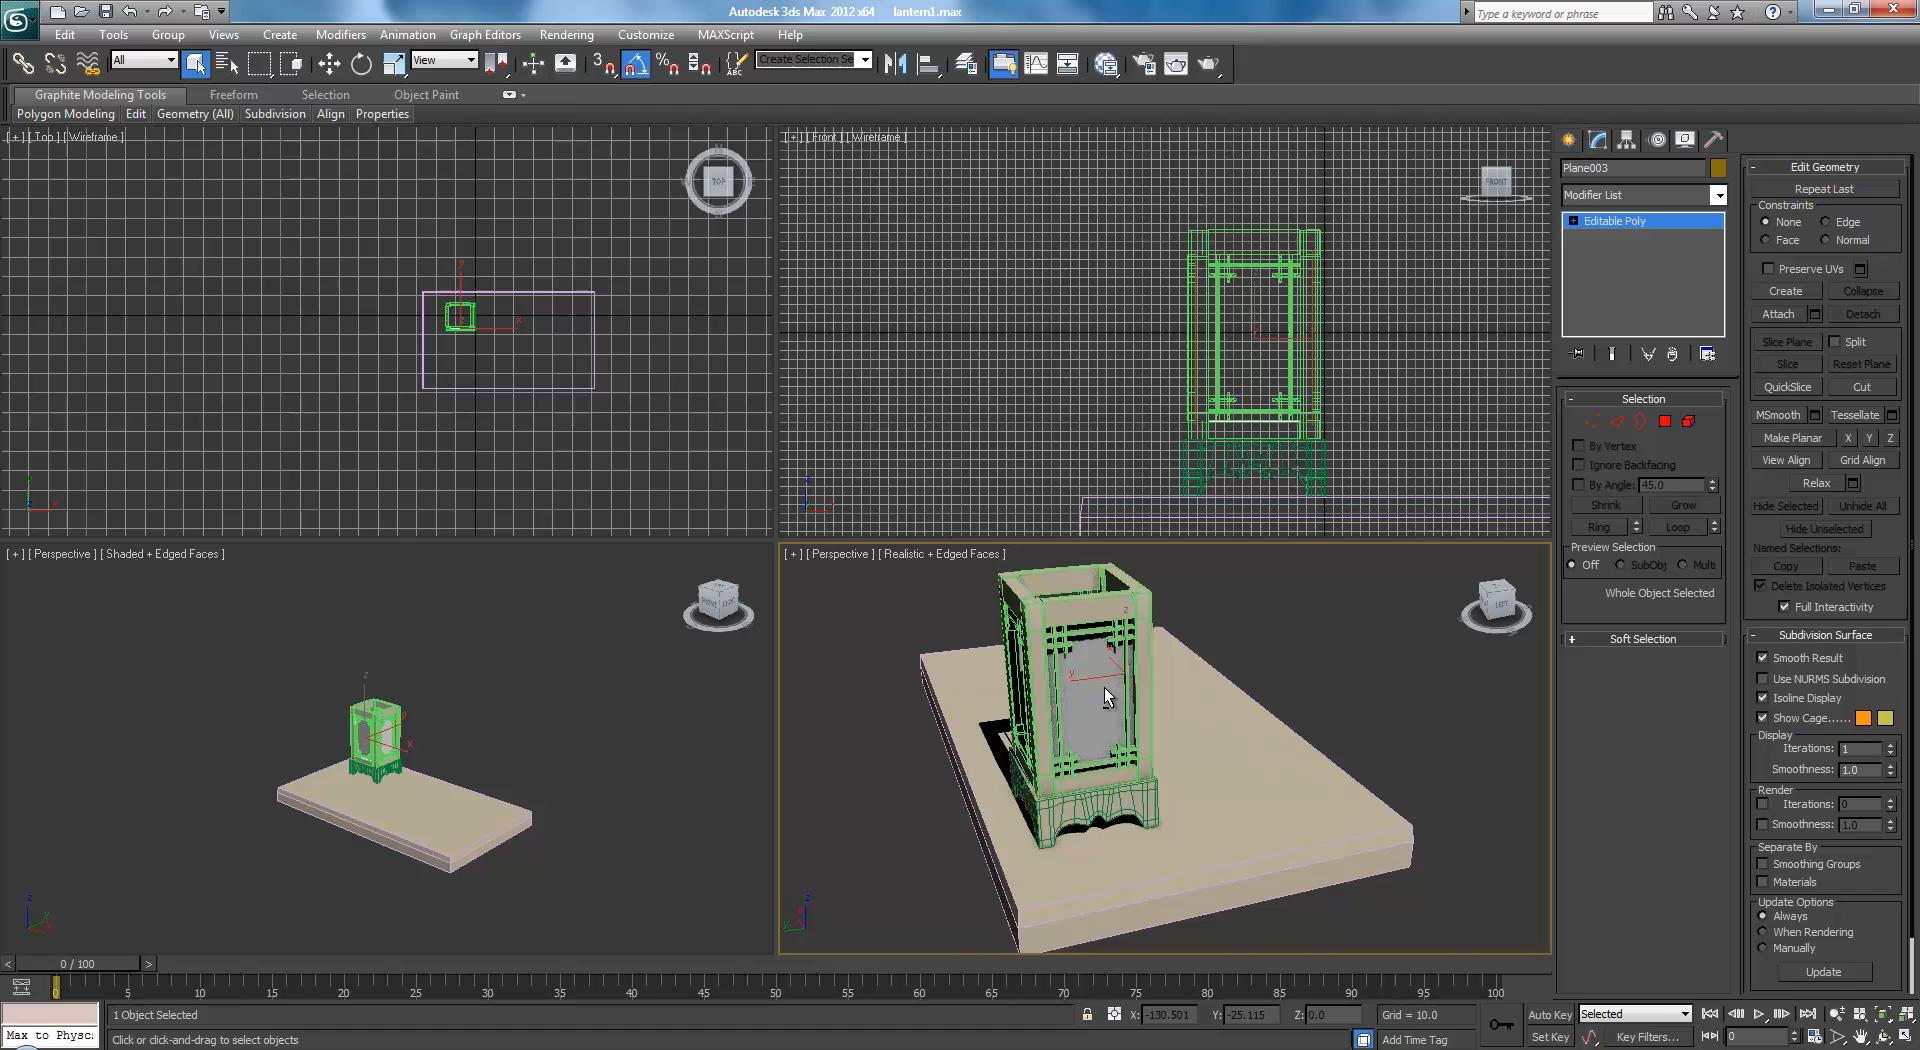 Autodesk 3ds Max 2012 x64 lantern1.max
Type a keyword or phrase
Edit Tools Group Views Create Modifiers Animation Graph Editors Rendering Customize MAXScript Help
All View 3 Create Selection Se
Graphite Modeling Tools Freeform Selection Object Paint
Polygon Modeling Edit Geometry (All) Subdivision Align Properties
[ + ] [ Top ] [ Wireframe ]
TOP
[ + ] [ Front ] [ Wireframe ]
FRONT
[ + ] [ Perspective ] [ Shaded + Edged Faces ]
[ + ] [ Perspective ] [ Realistic + Edged Faces ]
LEFT
Plane003
Modifier List
Editable Poly
Selection
By Vertex
Ignore Backfacing
By Angle: 45.0
Shrink Grow
Ring Loop
Preview Selection
Off SubObj Multi
Whole Object Selected
Soft Selection
Edit Geometry
Repeat Last
Constraints
None Edge
Face Normal
Preserve UVs
Create Collapse
Attach Detach
Slice Plane Split
Slice Reset Plane
QuickSlice Cut
MSmooth Tessellate
Make Planar X Y Z
View Align Grid Align
Relax
Hide Selected Unhide All
Hide Unselected
Named Selections:
Copy Paste
Delete Isolated Vertices
Full Interactivity
Subdivision Surface
Smooth Result
Use NURMS Subdivision
Isoline Display
Show Cage......
Display
Iterations: 1
Smoothness: 1.0
Render
Iterations: 0
Smoothness: 1.0
Separate By
Smoothing Groups
Materials
Update Options
Always
When Rendering
Manually
Update
< 0 / 100 >
0 5 10 15 20 25 30 35 40 45 50 55 60 65 70 75 80 85 90 95 100
1 Object Selected X: -130.501 Y: -25.115 Z: 0.0 Grid = 10.0 Auto Key Selected
Max to Physc: Click or click-and-drag to select objects Add Time Tag Set Key Key Filters... 0